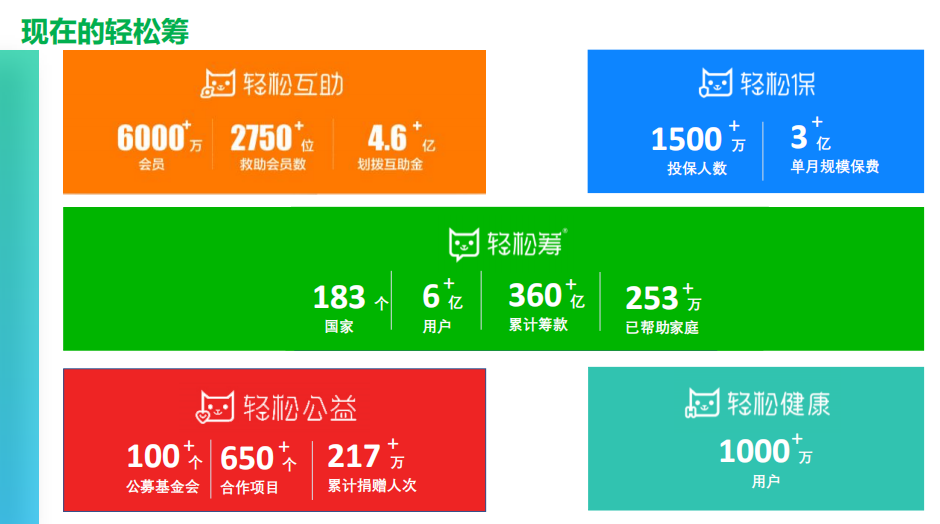 现在的轻松筹
轻松互助
6000+万 2750+位 4.6+亿
会员 救助会员数 划拨互助金
轻松保
1500+万 3+亿
投保人数 单月规模保费
轻松筹®
183个 6+亿 360+亿 253+万
国家 用户 累计筹款 已帮助家庭
轻松公益
100+个 650+个 217+万
公募基金会 合作项目 累计捐赠人次
轻松健康
1000+万
用户